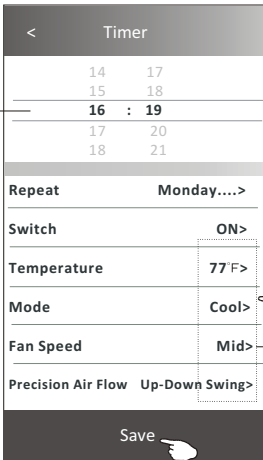 < Timer
14 17
15 18
16 : 19
17 20
18 21
Repeat Monday....>
Switch ON>
Temperature 77°F>
Mode Cool>
Fan Speed Mid>
Precision Air Flow Up-Down Swing>
Save